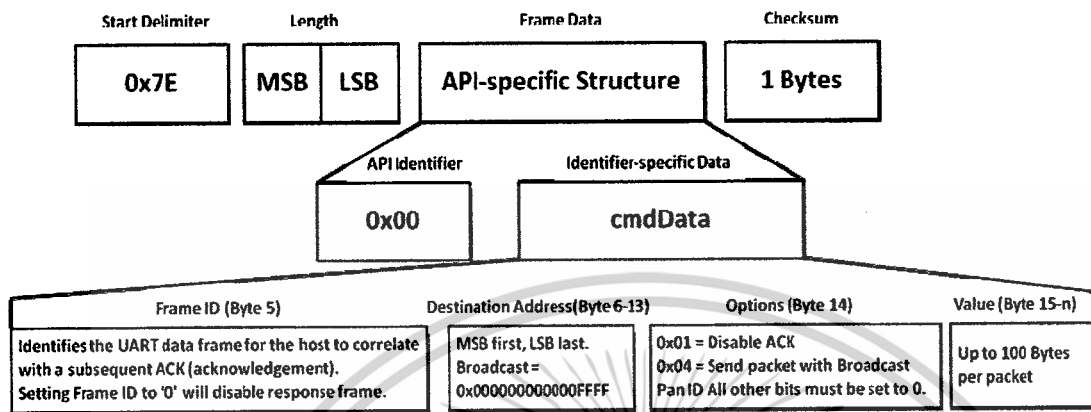 Start Delimiter Length Frame Data Checksum
0x7E MSB LSB API-specific Structure 1 Bytes
API Identifier Identifier-specific Data
0x00 cmdData
Frame ID (Byte 5) Destination Address(Byte 6-13) Options (Byte 14) Value (Byte 15-n)
Identifies the UART data frame for the host to correlate
with a subsequent ACK (acknowledgement).
Setting Frame ID to '0' will disable response frame.
MSB first, LSB last.
Broadcast =
0x000000000000FFFF
0x01 = Disable ACK
0x04 = Send packet with Broadcast
Pan ID All other bits must be set to 0.
Up to 100 Bytes
per packet